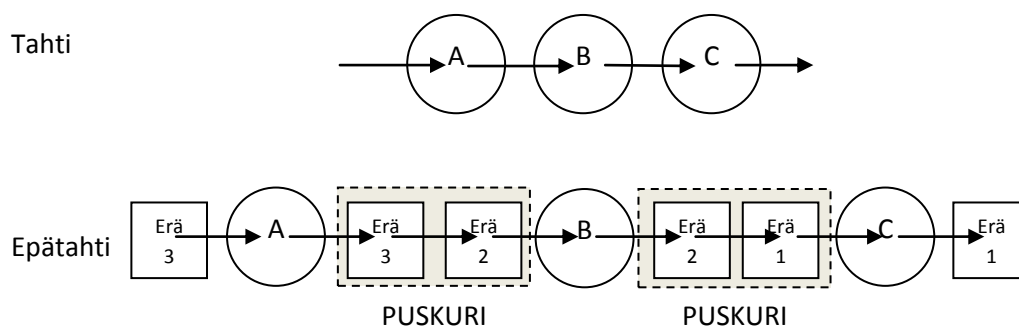 Tahti
A B C
Epätahti
Erä 3
A
Erä 3
Erä 2
B
Erä 2
Erä 1
C
Erä 1
PUSKURI PUSKURI